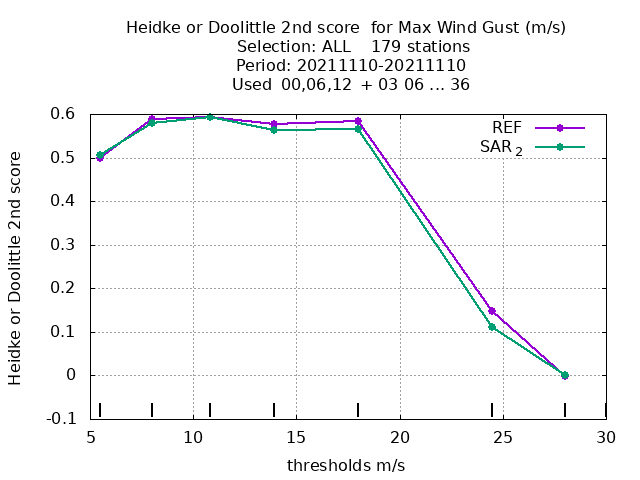 Heidke or Doolittle 2nd score  for Max Wind Gust (m/s)
Selection: ALL    179 stations
Period: 20211110-20211110
Used  00,06,12  + 03 06 ... 36
REF
SAR 2
0.6
0.5
0.4
0.3
0.2
0.1
0
-0.1
Heidke or Doolittle 2nd score
5 10 15 20 25 30
thresholds m/s